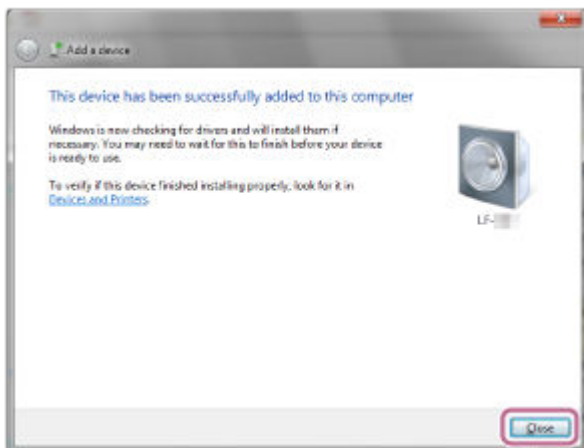 Add a device
This device has been successfully added to this computer
Windows is now checking for drivers and will install them if
necessary. You may need to wait for this to finish before your device
is ready to use.
To verify if this device finished installing properly, look for it in
Devices and Printers.
LF-
Close